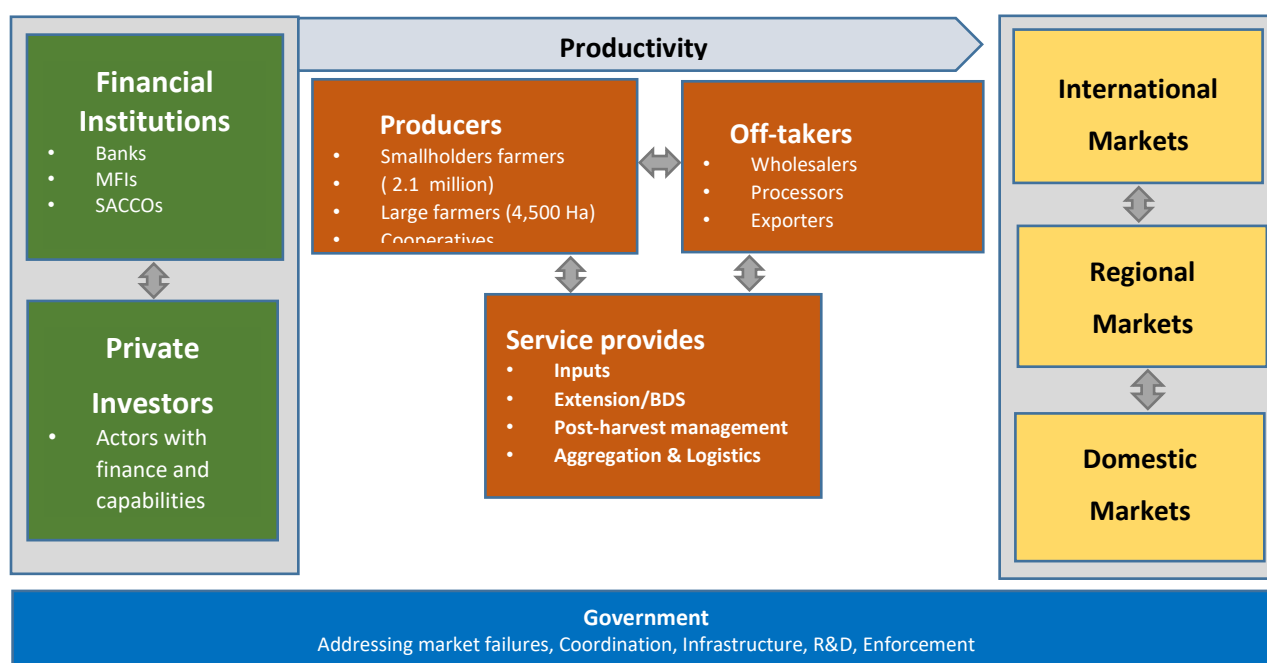 Productivity
Financial
Institutions
• Banks
• MFIs
• SACCOs
Private
Investors
• Actors with
finance and
capabilities
Producers
• Smallholders farmers
• ( 2.1 million)
• Large farmers (4,500 Ha)
• Cooperatives
Off-takers
• Wholesalers
• Processors
• Exporters
Service provides
• Inputs
• Extension/BDS
• Post-harvest management
• Aggregation & Logistics
International
Markets
Regional
Markets
Domestic
Markets
Government
Addressing market failures, Coordination, Infrastructure, R&D, Enforcement